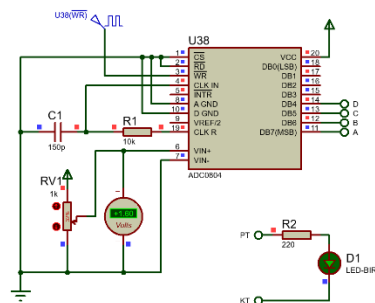 U38(WR)
U38
1 CS VCC 20
2 RD DB0(LSB) 18
3 WR DB1 17
4 CLK IN DB2 16
5 INTR DB3 15
8 A GND DB4 14 D
10 D GND DB5 13 C
9 VREF/2 DB6 12 B
19 CLK R DB7(MSB) 11 A
6 VIN+
7 VIN-
ADC0804
C1
150p
R1
10k
RV1
1k
+1.60
Volts
R2
PT
220
D1
LED-BIR
KT